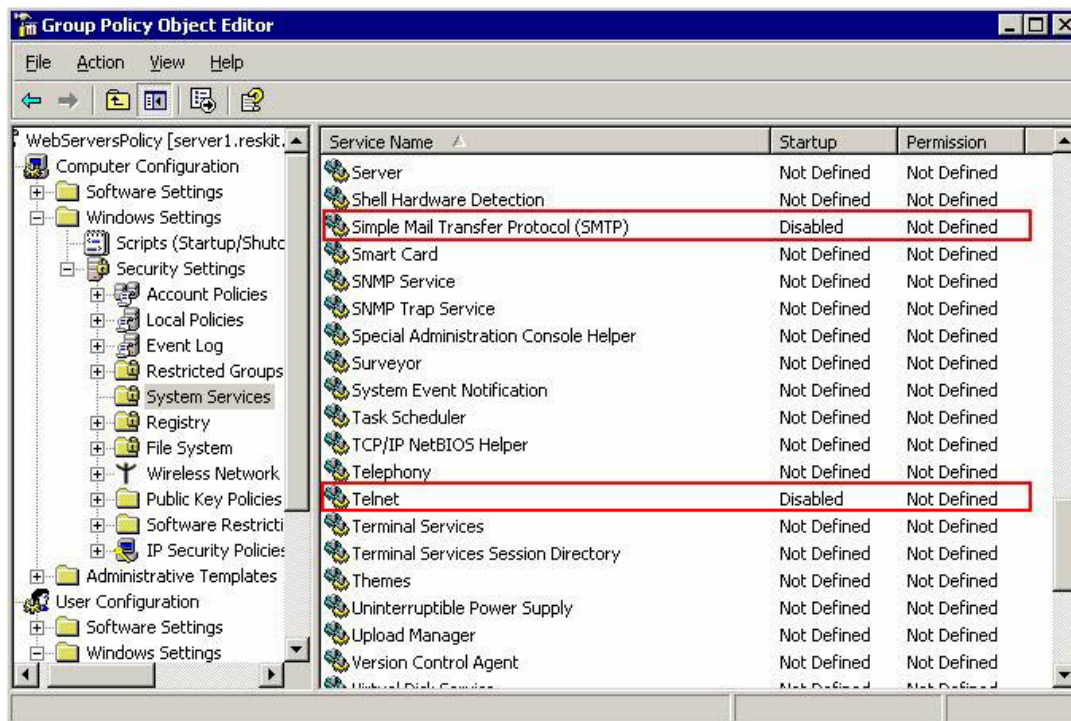 Group Policy Object Editor
File Action View Help
WebServersPolicy [server1.reskit.
Computer Configuration
Software Settings
Windows Settings
Scripts (Startup/Shutc
Security Settings
Account Policies
Local Policies
Event Log
Restricted Groups
System Services
Registry
File System
Wireless Network
Public Key Policies
Software Restricti
IP Security Policies
Administrative Templates
User Configuration
Software Settings
Windows Settings
Service Name Startup Permission
Server Not Defined Not Defined
Shell Hardware Detection Not Defined Not Defined
Simple Mail Transfer Protocol (SMTP) Disabled Not Defined
Smart Card Not Defined Not Defined
SNMP Service Not Defined Not Defined
SNMP Trap Service Not Defined Not Defined
Special Administration Console Helper Not Defined Not Defined
Surveyor Not Defined Not Defined
System Event Notification Not Defined Not Defined
Task Scheduler Not Defined Not Defined
TCP/IP NetBIOS Helper Not Defined Not Defined
Telephony Not Defined Not Defined
Telnet Disabled Not Defined
Terminal Services Not Defined Not Defined
Terminal Services Session Directory Not Defined Not Defined
Themes Not Defined Not Defined
Uninterruptible Power Supply Not Defined Not Defined
Upload Manager Not Defined Not Defined
Version Control Agent Not Defined Not Defined